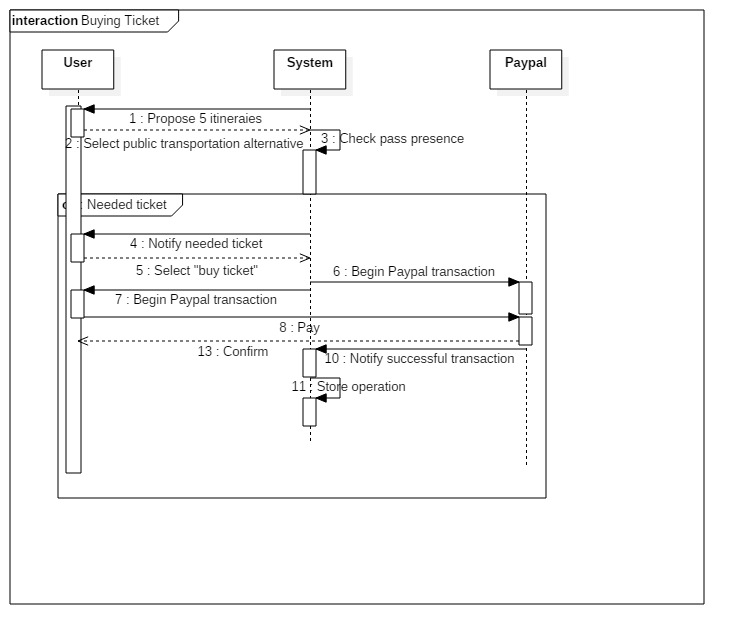 interaction Buying Ticket
User
System
Paypal
1 : Propose 5 itineraies
2 : Select public transportation alternative
3 : Check pass presence
Needed ticket
4 : Notify needed ticket
5 : Select "buy ticket"
6 : Begin Paypal transaction
7 : Begin Paypal transaction
8 : Pay
13 : Confirm
10 : Notify successful transaction
11 : Store operation